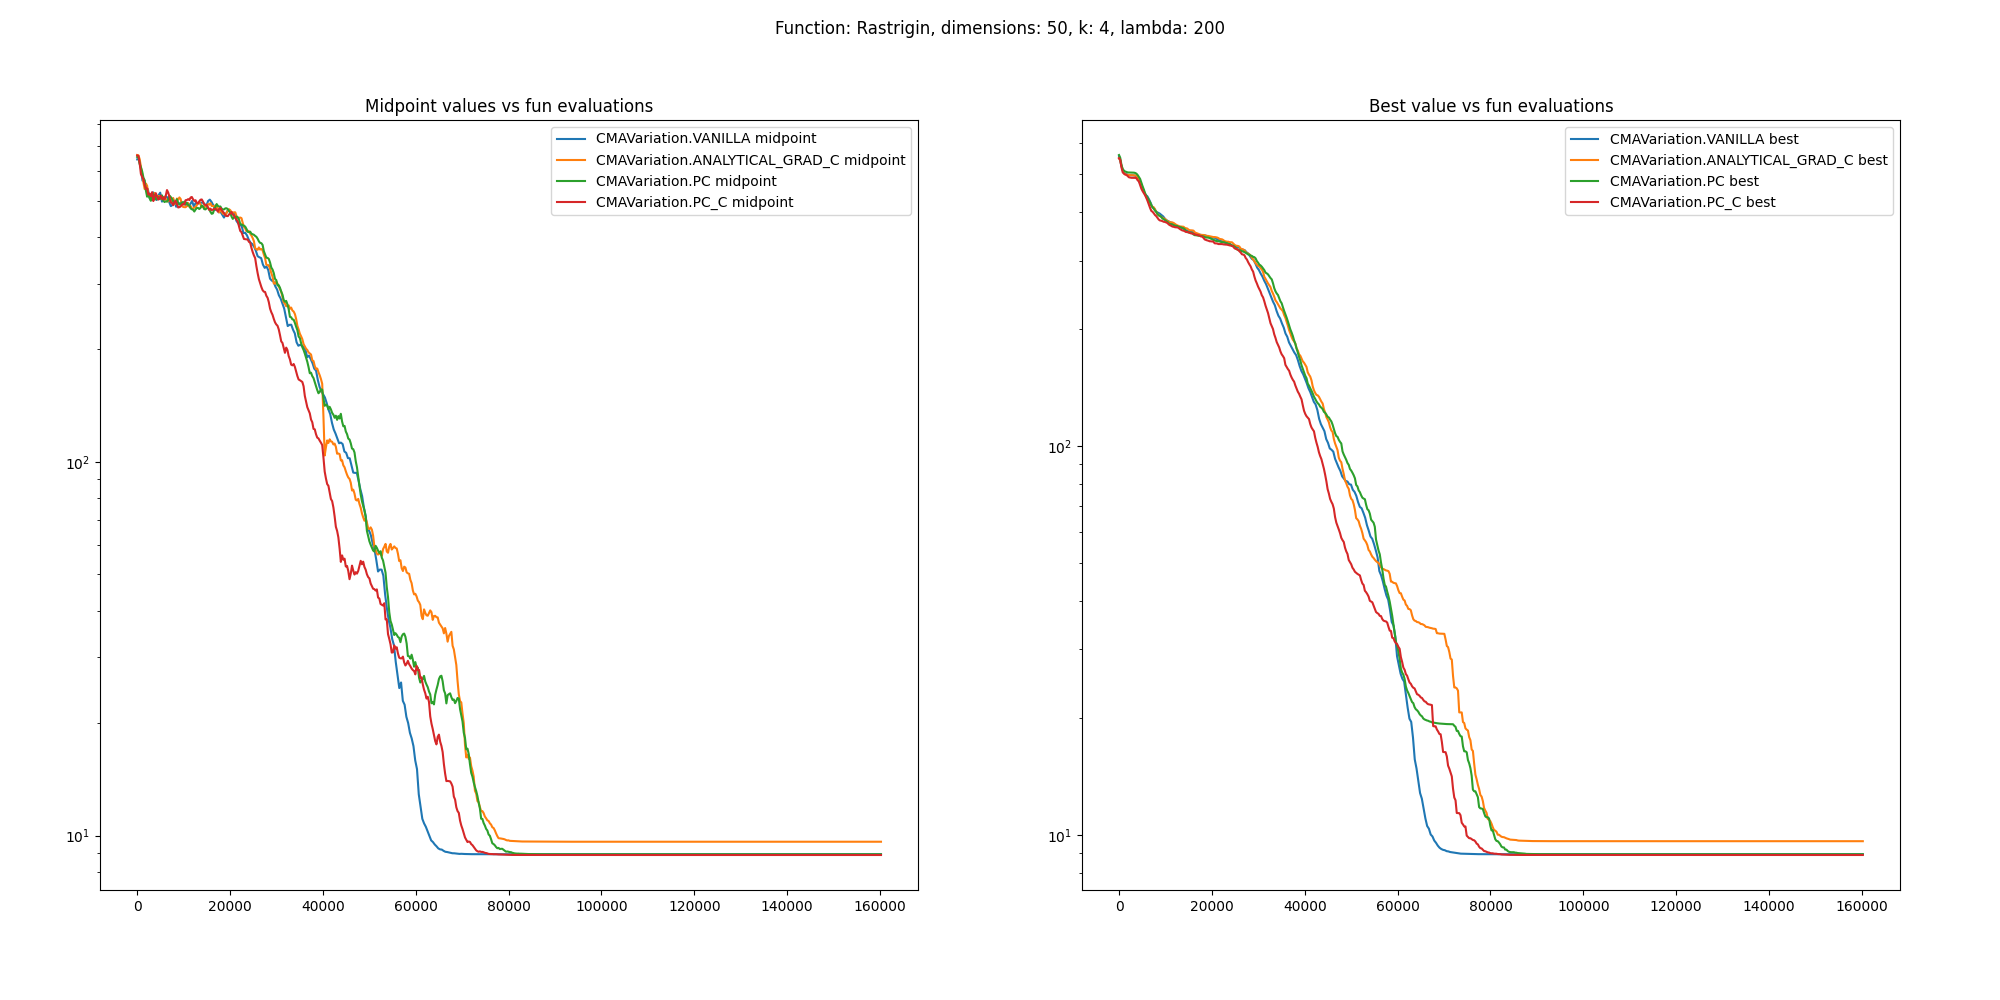 Function: Rastrigin, dimensions: 50, k: 4, lambda: 200
Midpoint values vs fun evaluations
CMAVariation.VANILLA midpoint
CMAVariation.ANALYTICAL_GRAD_C midpoint
CMAVariation.PC midpoint
CMAVariation.PC_C midpoint
10²
10¹
0 20000 40000 60000 80000 100000 120000 140000 160000
Best value vs fun evaluations
CMAVariation.VANILLA best
CMAVariation.ANALYTICAL_GRAD_C best
CMAVariation.PC best
CMAVariation.PC_C best
10²
10¹
0 20000 40000 60000 80000 100000 120000 140000 160000